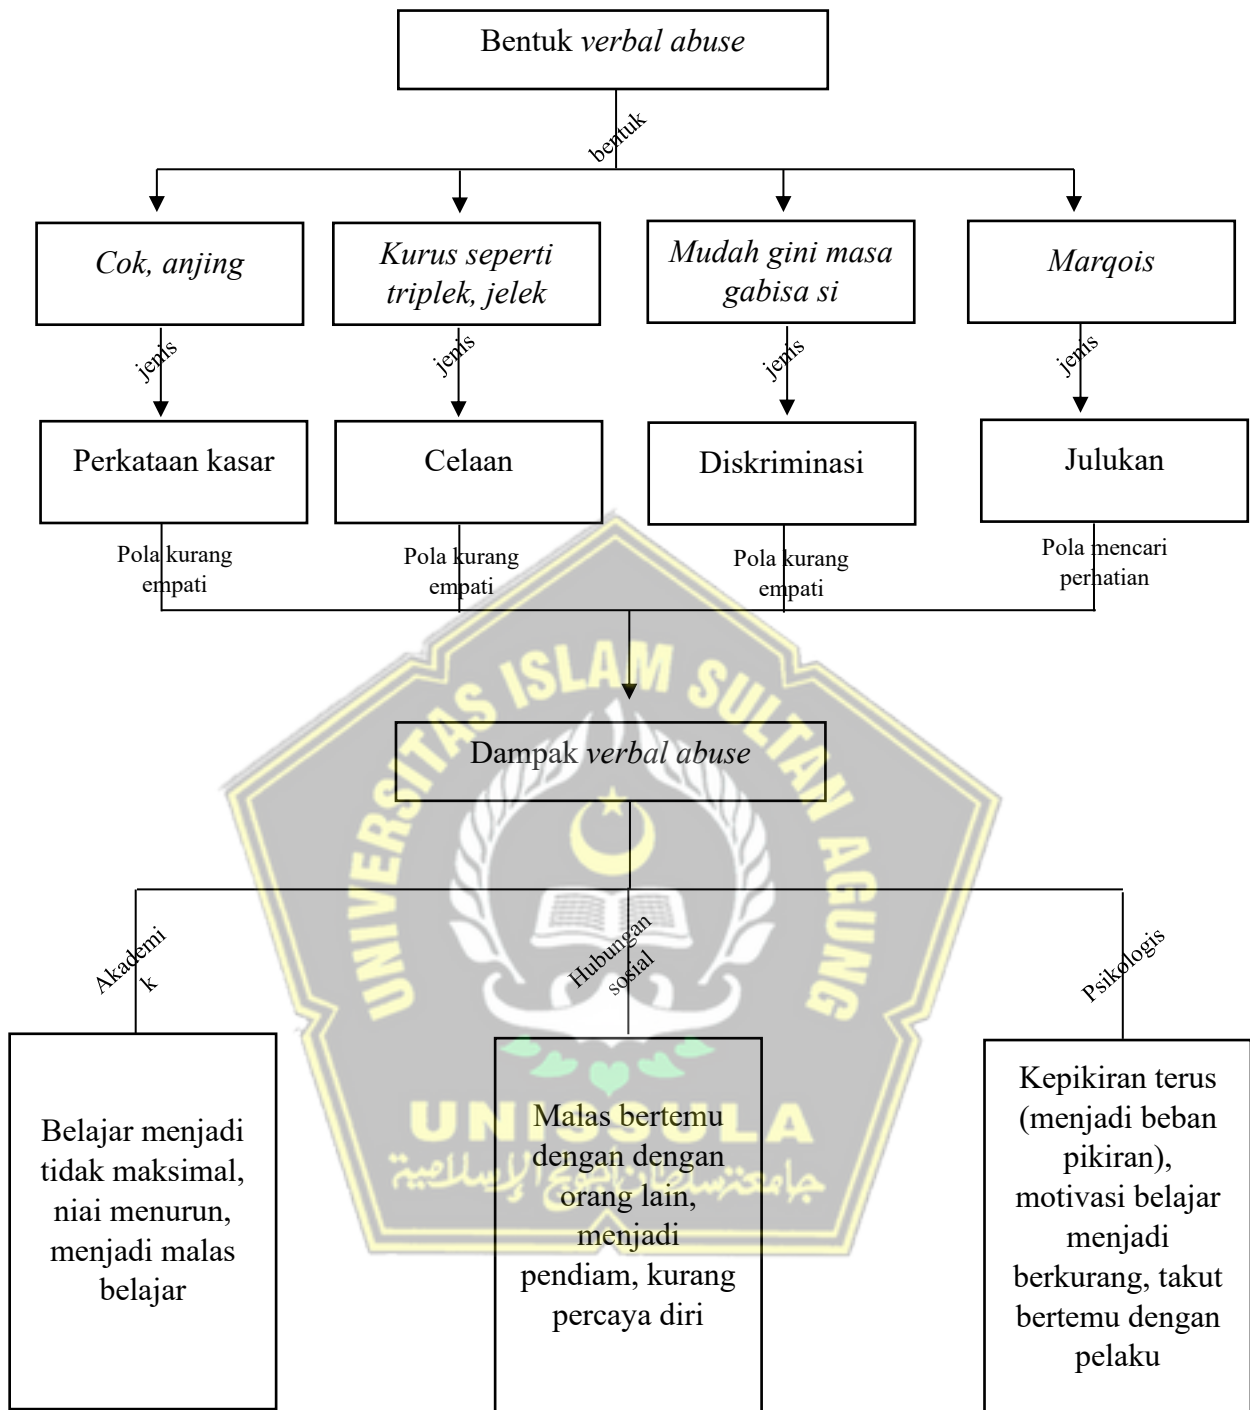 Bentuk verbal abuse
bentuk
Cok, anjing
Kurus seperti
triplek, jelek
Mudah gini masa
gabisa si
Marqois
jenis
jenis
jenis
jenis
Perkataan kasar
Celaan
Diskriminasi
Julukan
Pola kurang
empati
Pola kurang
empati
Pola kurang
empati
Pola mencari
perhatian
UNIVERSITAS ISLAM SULTAN AGUNG
Dampak verbal abuse
Akademi
k
Hubungan
sosial
Psikologis
Belajar menjadi
tidak maksimal,
niai menurun,
menjadi malas
belajar
Malas bertemu
dengan dengan
orang lain,
menjadi
pendiam, kurang
percaya diri
Kepikiran terus
(menjadi beban
pikiran),
motivasi belajar
menjadi
berkurang, takut
bertemu dengan
pelaku
UNISSULA
جامعة سلطان أجونج الإسلامية